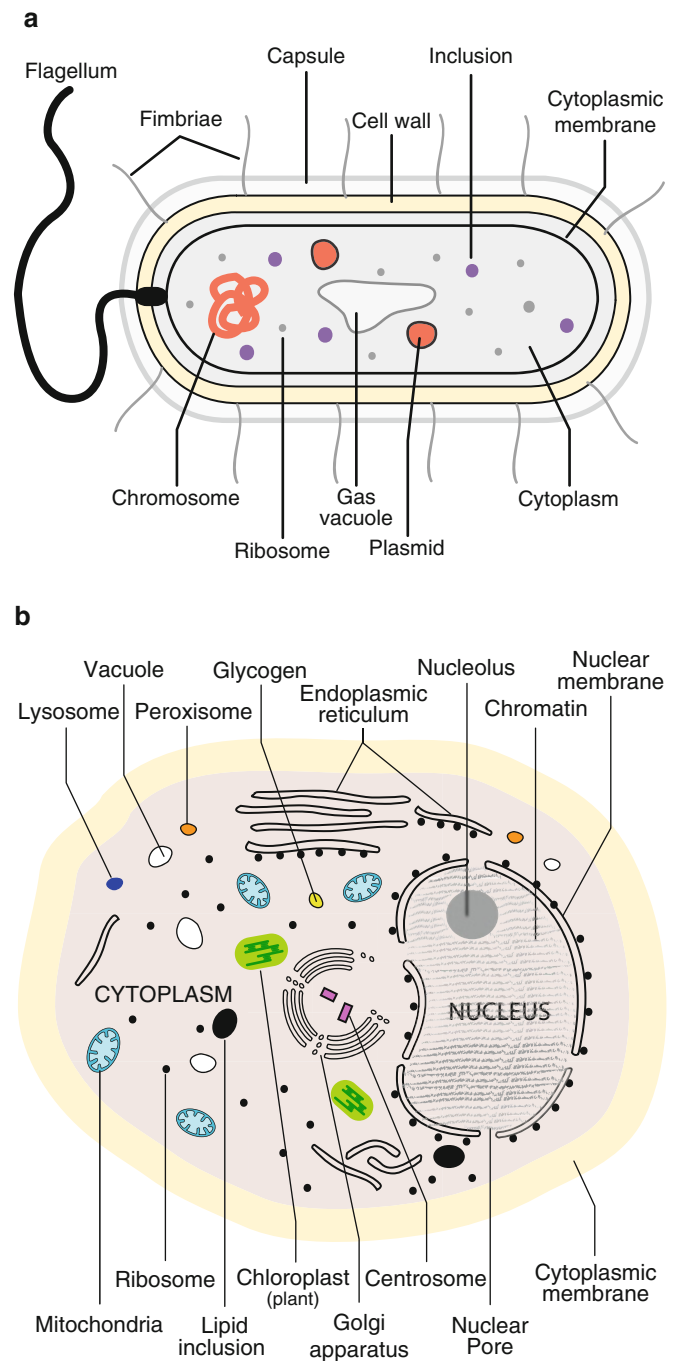 a
Flagellum
Capsule
Inclusion
Fimbriae
Cell wall
Cytoplasmic
membrane
Chromosome
Ribosome
Gas
vacuole
Plasmid
Cytoplasm
b
Vacuole
Glycogen
Nucleolus
Nuclear
membrane
Lysosome
Peroxisome
Endoplasmic
reticulum
Chromatin
CYTOPLASM
NUCLEUS
Ribosome
Chloroplast
(plant)
Centrosome
Cytoplasmic
membrane
Mitochondria
Lipid
inclusion
Golgi
apparatus
Nuclear
Pore